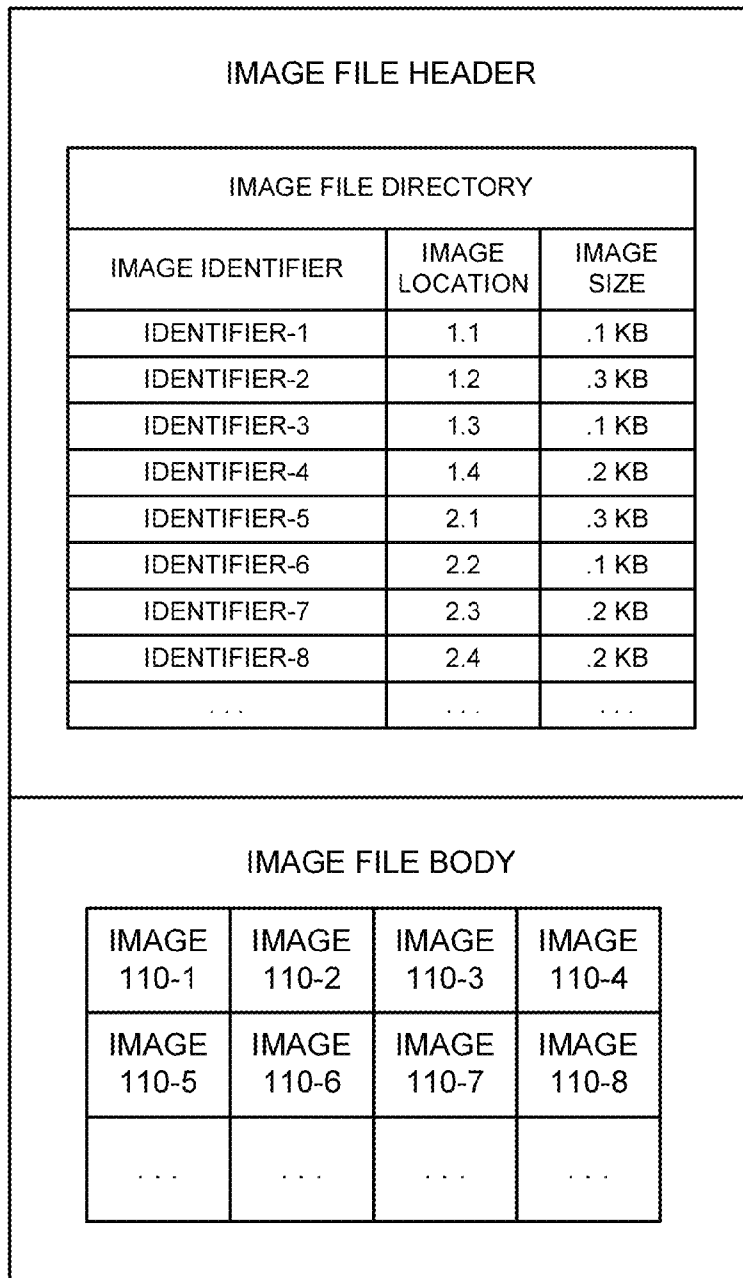 IMAGE FILE HEADER
IMAGE FILE DIRECTORY
IMAGE IDENTIFIER IMAGE LOCATION IMAGE SIZE
IDENTIFIER-1 1.1 .1 KB
IDENTIFIER-2 1.2 .3 KB
IDENTIFIER-3 1.3 .1 KB
IDENTIFIER-4 1.4 .2 KB
IDENTIFIER-5 2.1 .3 KB
IDENTIFIER-6 2.2 .1 KB
IDENTIFIER-7 2.3 .2 KB
IDENTIFIER-8 2.4 .2 KB
. . . . . . . . .
IMAGE FILE BODY
IMAGE 110-1 IMAGE 110-2 IMAGE 110-3 IMAGE 110-4
IMAGE 110-5 IMAGE 110-6 IMAGE 110-7 IMAGE 110-8
. . . . . . . . . . . .